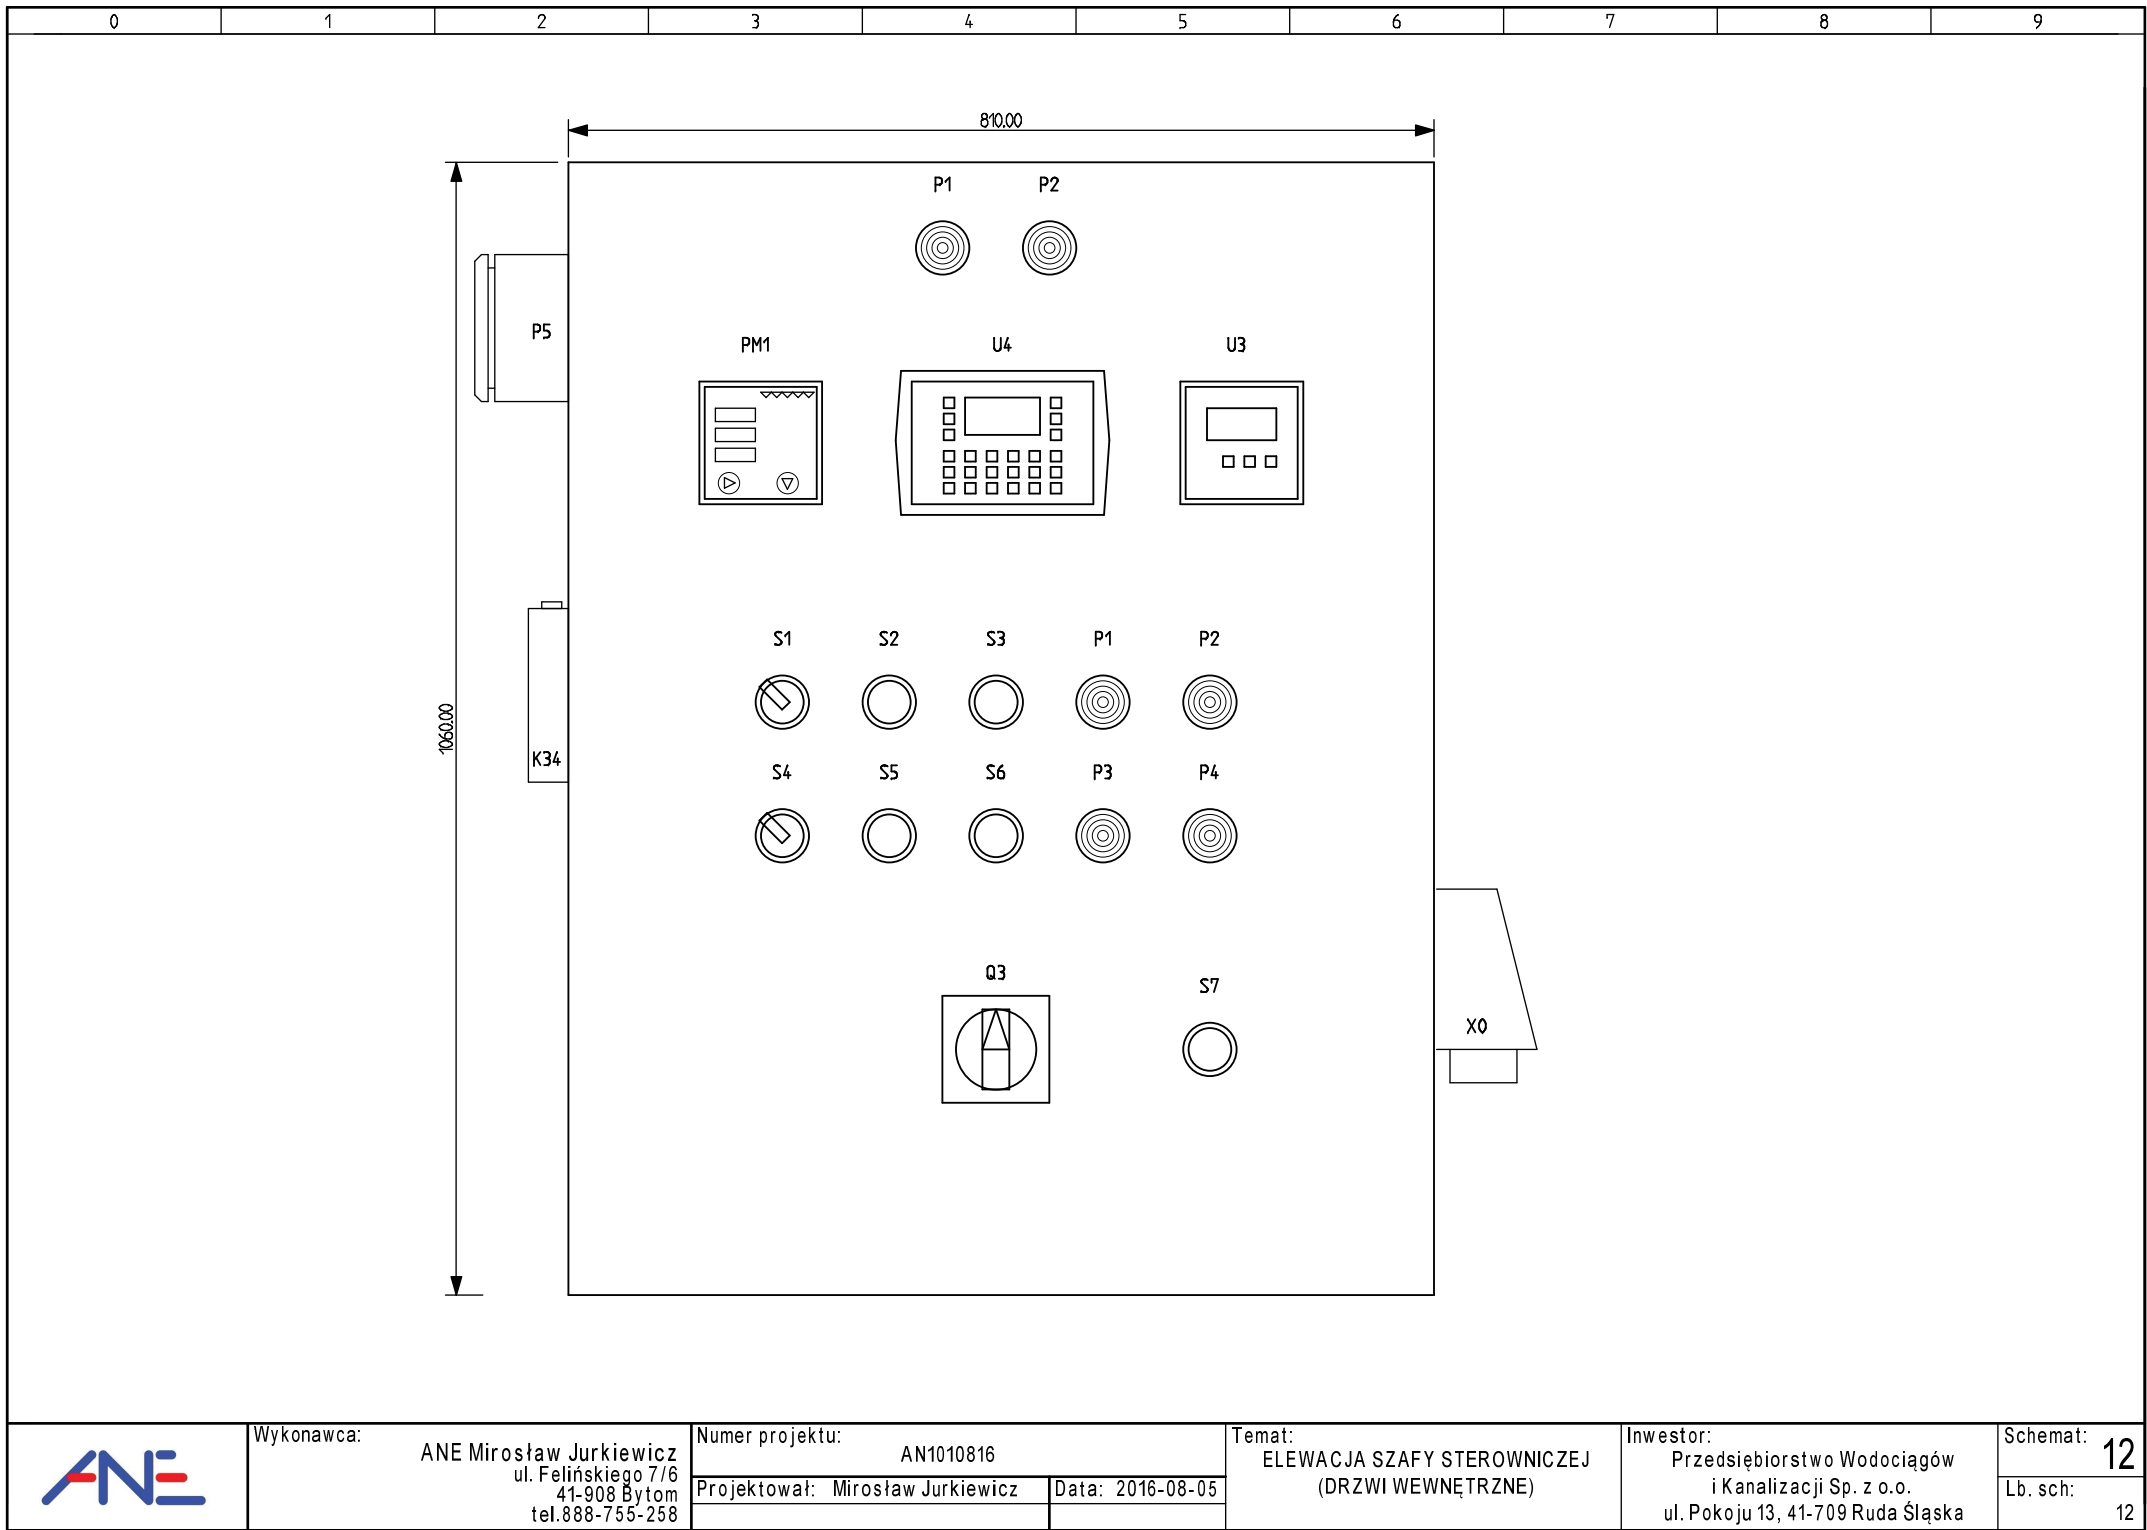 0 1 2 3 4 5 6 7 8 9
810.00
P1 P2
P5
PM1 U4 U3
S1 S2 S3 P1 P2
1060.00
K34
S4 S5 S6 P3 P4
Q3
S7
X0
ANE
Wykonawca:
ANE Mirosław Jurkiewicz
ul. Felińskiego 7/6
41-908 Bytom
tel.888-755-258
Numer projektu:
AN1010816
Projektował: Mirosław Jurkiewicz
Data: 2016-08-05
Temat:
ELEWACJA SZAFY STEROWNICZEJ
(DRZWI WEWNĘTRZNE)
Inwestor:
Przedsiębiorstwo Wodociągów
i Kanalizacji Sp. z o.o.
ul. Pokoju 13, 41-709 Ruda Śląska
Schemat: 12
Lb. sch:
12